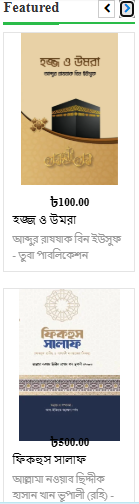 Featured
হজ্জ ও উমরা
আব্দুর রাযযাক বিন ইউসুফ
৳100.00
হজ্জ ও উমরা
আব্দুর রাযযাক বিন ইউসুফ
- তুবা পাবলিকেশন
ফিকহুস
সালাফ
৳500.00
ফিকহুস সালাফ
আল্লামা নওয়াব ছিদ্দীক
হাসান খান ভূপালী (রহি) -